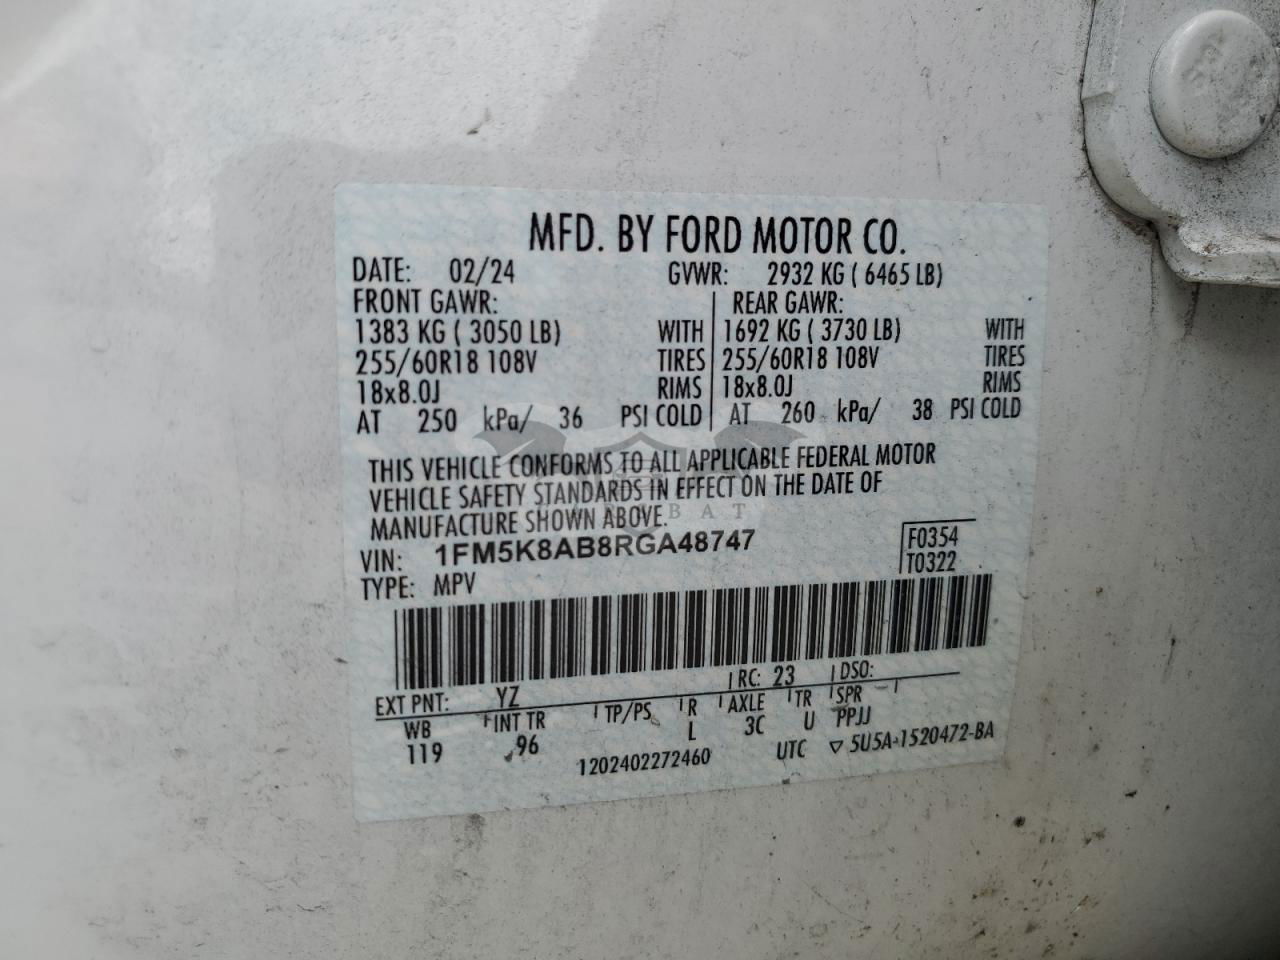 MFD. BY FORD MOTOR CO.
DATE: 02/24 GVWR: 2932 KG ( 6465 LB)
FRONT GAWR: REAR GAWR:
1383 KG ( 3050 LB) WITH 1692 KG ( 3730 LB) WITH
255/60R18 108V TIRES 255/60R18 108V TIRES
18x8.0J RIMS 18x8.0J RIMS
AT 250 kPa/ 36 PSI COLD AT 260 kPa/ 38 PSI COLD
THIS VEHICLE CONFORMS TO ALL APPLICABLE FEDERAL MOTOR
VEHICLE SAFETY STANDARDS IN EFFECT ON THE DATE OF
MANUFACTURE SHOWN ABOVE.
VIN: 1FM5K8AB8RGA48747 F0354
TYPE: MPV T0322
EXT PNT: YZ RC: 23 DSO:
WB INT TR TP/PS R AXLE TR SPR
119 96 L 3C U PPJJ
1202402272460 UTC ▽ 5U5A-1520472-BA